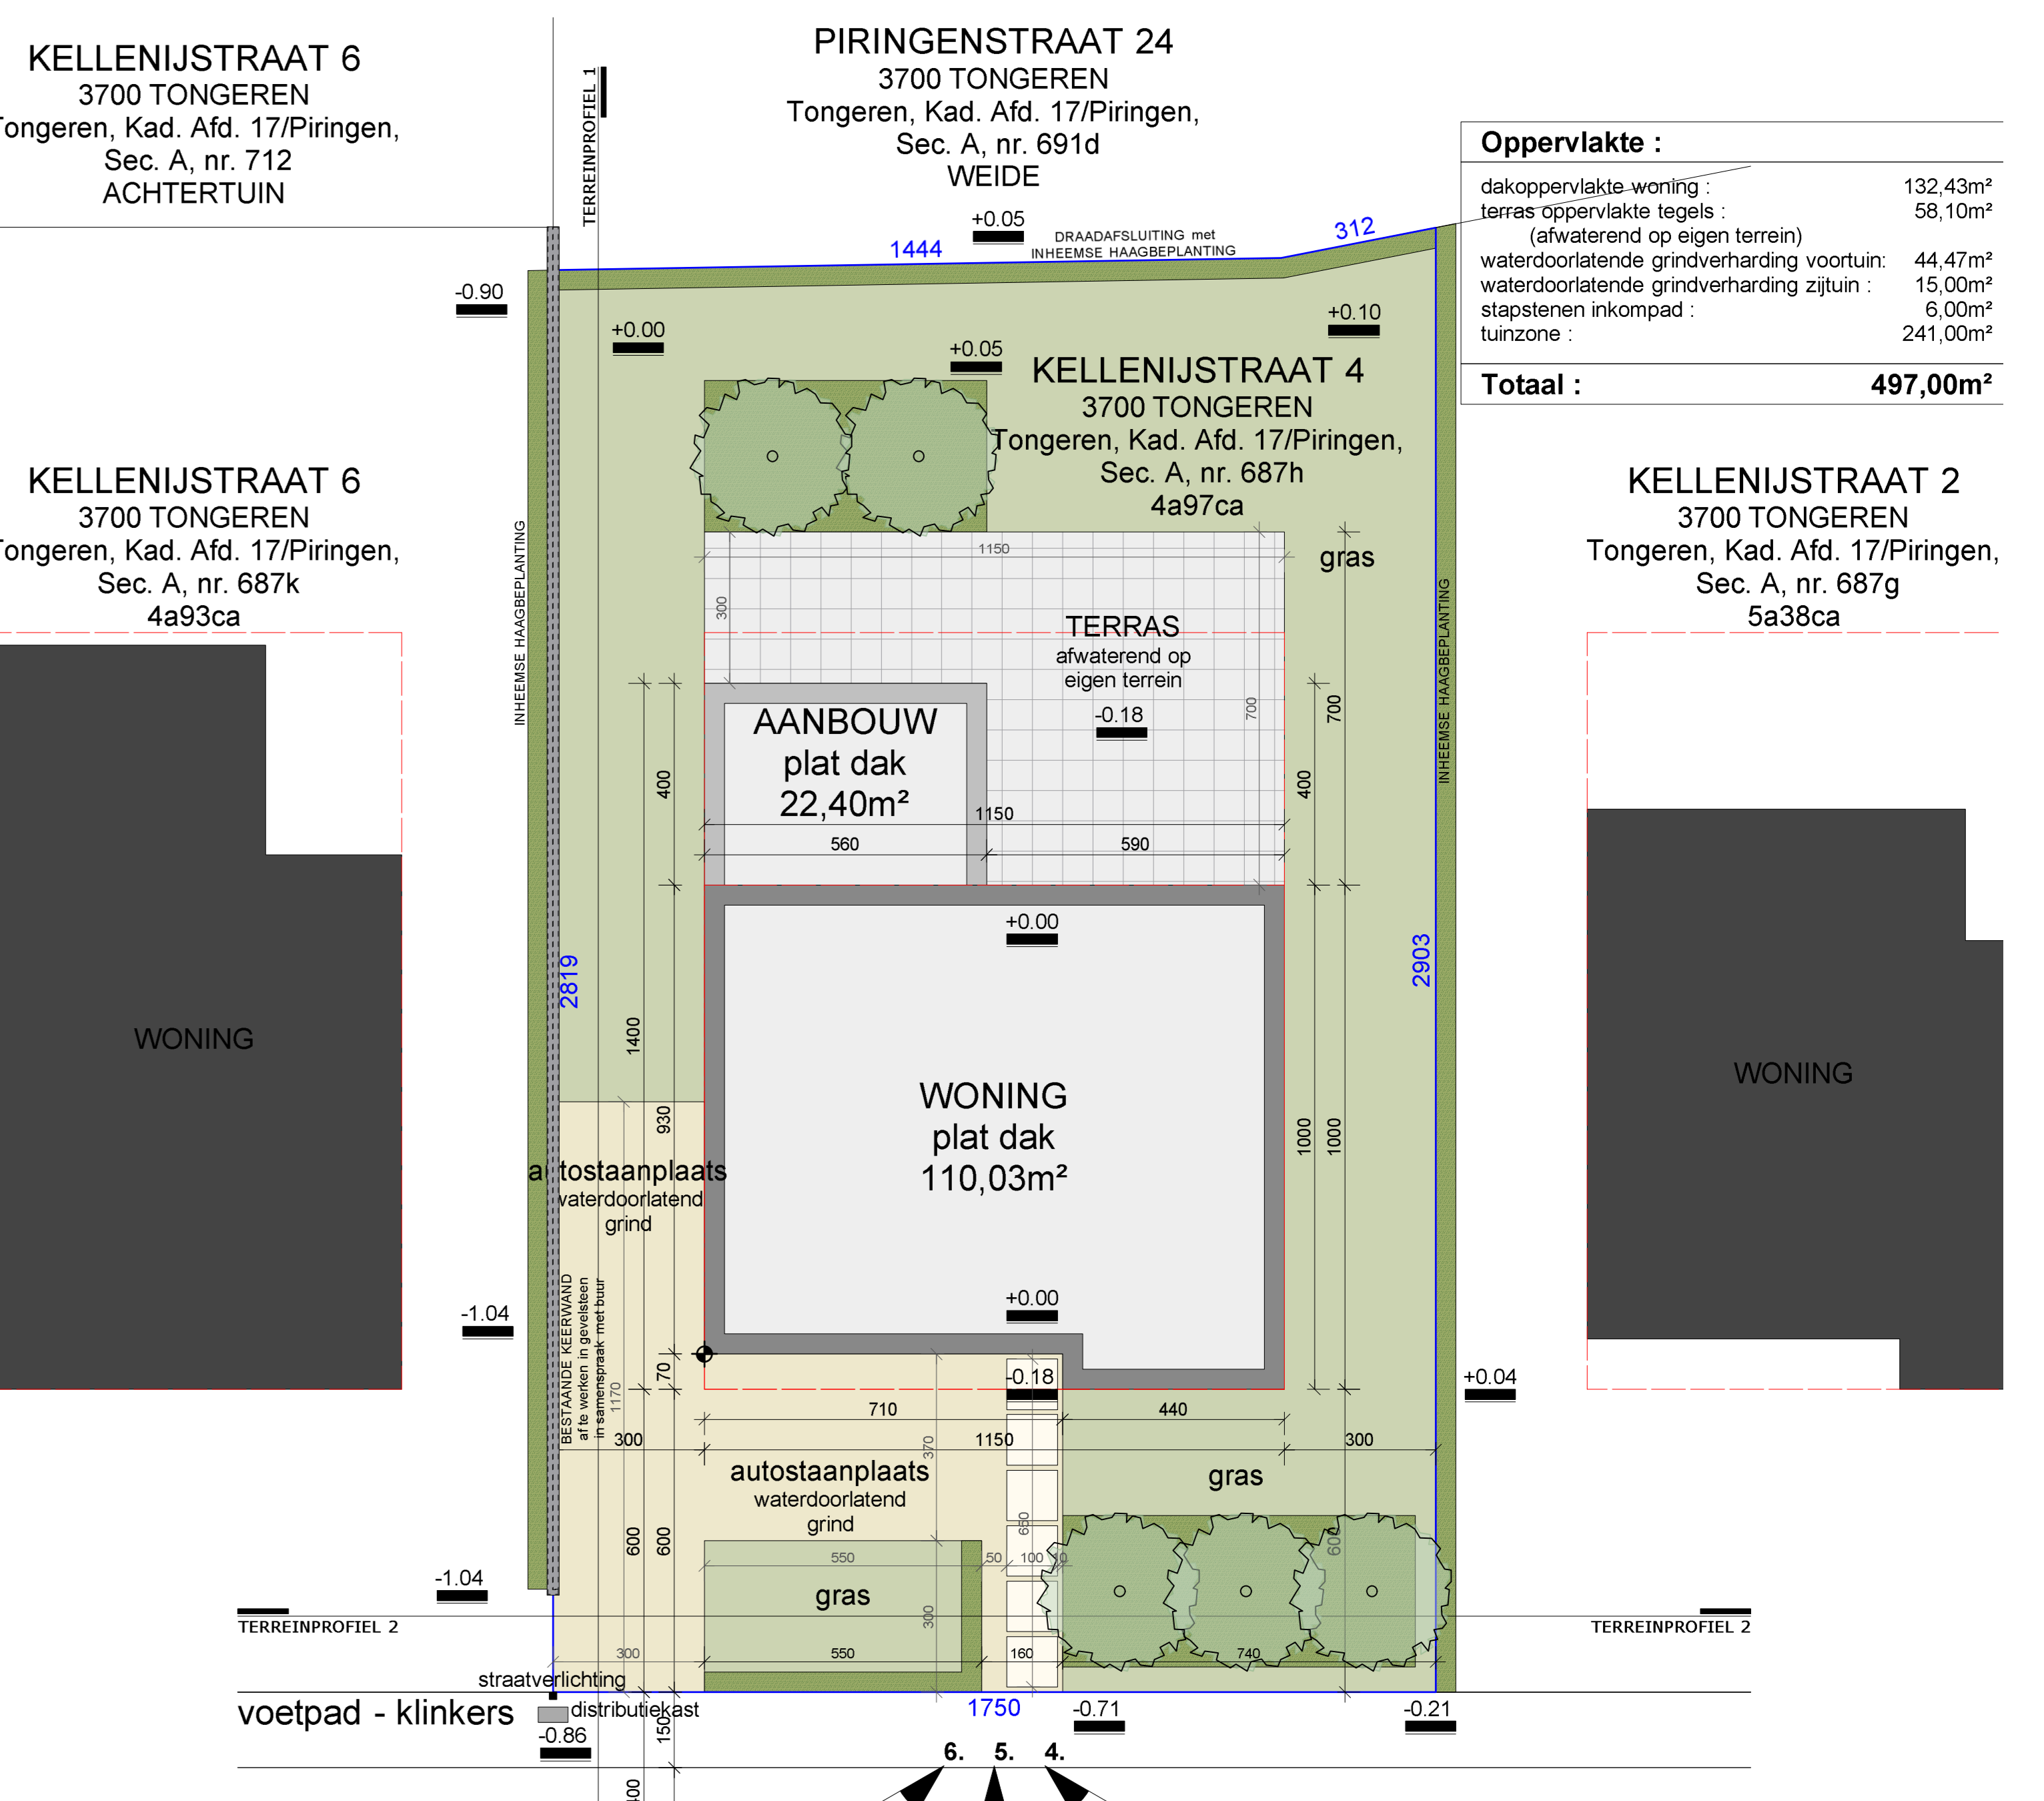 KELLENIJSTRAAT 6
3700 TONGEREN
Tongeren, Kad. Afd. 17/Piringen,
Sec. A, nr. 712
ACHTERTUIN
TERREINPROFIEL 1
PIRINGENSTRAAT 24
3700 TONGEREN
Tongeren, Kad. Afd. 17/Piringen,
Sec. A, nr. 691d
WEIDE
Oppervlakte :
dakoppervlakte woning : 132,43m²
terras oppervlakte tegels : 58,10m²
(afwaterend op eigen terrein)
waterdoorlatende grindverharding voortuin: 44,47m²
waterdoorlatende grindverharding zijtuin : 15,00m²
stapstenen inkompad : 6,00m²
tuinzone : 241,00m²
Totaal : 497,00m²
+0.05
1444
DRAADAFSLUITING met
INHEEMSE HAAGBEPLANTING
312
-0.90
+0.00
+0.05
+0.10
KELLENIJSTRAAT 4
3700 TONGEREN
Tongeren, Kad. Afd. 17/Piringen,
Sec. A, nr. 687h
4a97ca
KELLENIJSTRAAT 6
3700 TONGEREN
Tongeren, Kad. Afd. 17/Piringen,
Sec. A, nr. 687k
4a93ca
KELLENIJSTRAAT 2
3700 TONGEREN
Tongeren, Kad. Afd. 17/Piringen,
Sec. A, nr. 687g
5a38ca
INHEEMSE HAAGBEPLANTING
INHEEMSE HAAGBEPLANTING
1150
gras
300
TERRAS
afwaterend op
eigen terrein
-0.18
700
700
AANBOUW
plat dak
22,40m²
400
400
1150
560
590
+0.00
2819
2903
1400
WONING
WONING
930
1000
1000
WONING
plat dak
110,03m²
autostaanplaats
waterdoorlatend
grind
BESTAANDE KEERWAND
af te werken in gevelsteen
in samenspraak met buur
1170
+0.00
-1.04
70
-0.18
+0.04
710
440
300
1150
300
370
autostaanplaats
waterdoorlatend
grind
gras
600
600
660
600
550
50
100
10
gras
300
-1.04
TERREINPROFIEL 2
TERREINPROFIEL 2
300
550
160
740
straatverlichting
voetpad - klinkers
distributiekast
-0.86
150
1750
-0.71
-0.21
6. 5. 4.